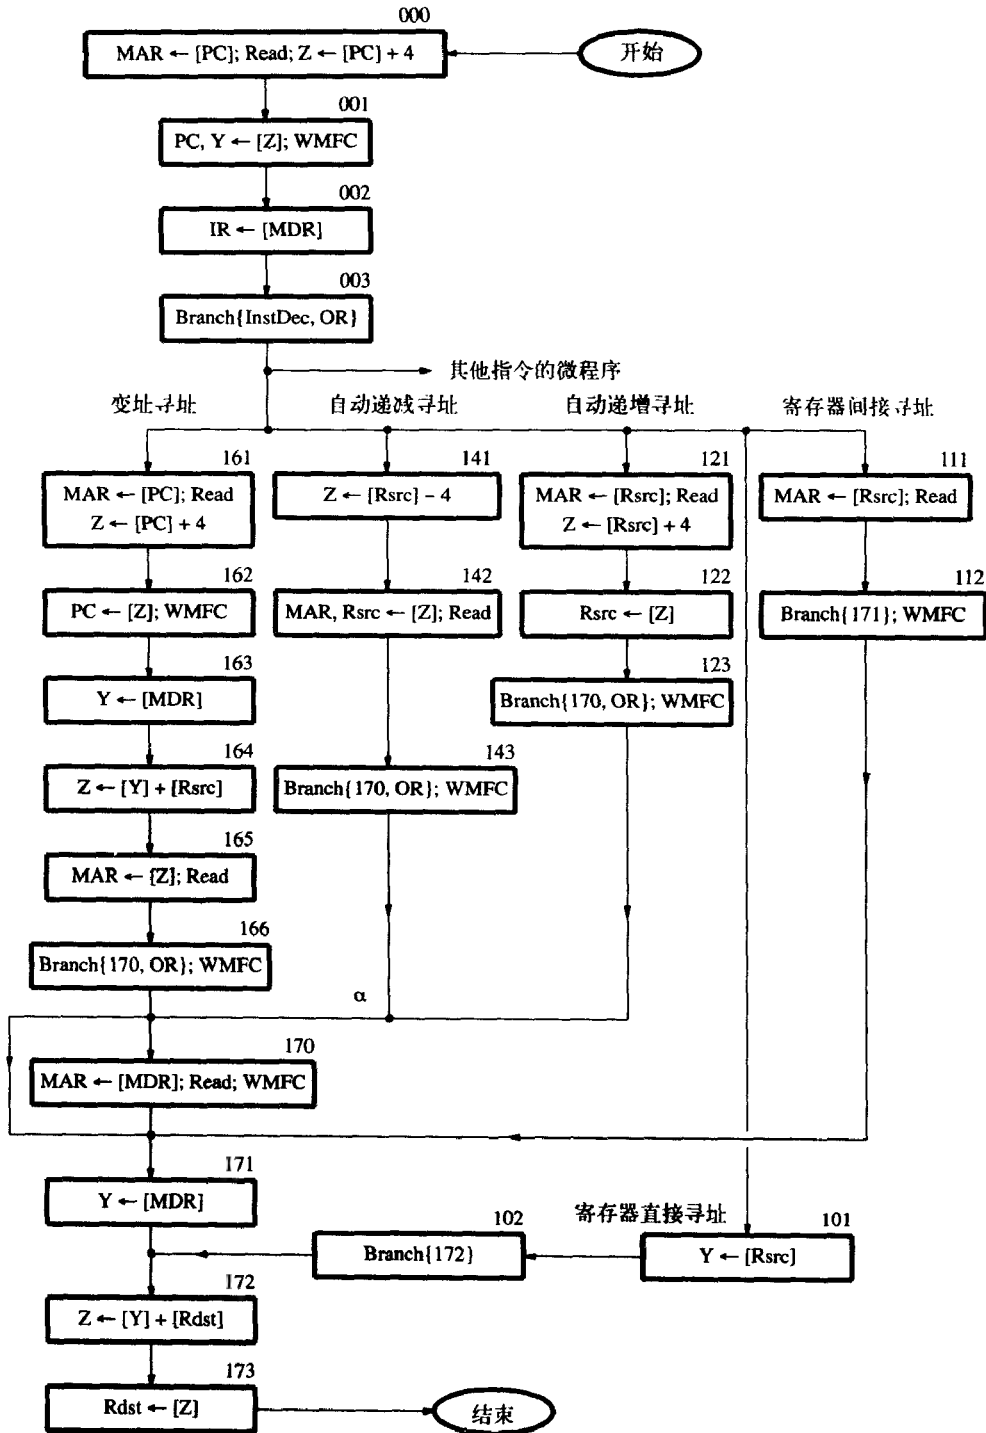 000
MAR ← [PC]; Read; Z ← [PC] + 4
开始
001
PC, Y ← [Z]; WMFC
002
IR ← [MDR]
003
Branch{InstDec, OR}
其他指令的微程序
变址寻址
自动递减寻址
自动递增寻址
寄存器间接寻址
161
MAR ← [PC]; Read
Z ← [PC] + 4
141
Z ← [Rsrc] − 4
121
MAR ← [Rsrc]; Read
Z ← [Rsrc] + 4
111
MAR ← [Rsrc]; Read
162
PC ← [Z]; WMFC
142
MAR, Rsrc ← [Z]; Read
122
Rsrc ← [Z]
112
Branch{171}; WMFC
163
Y ← [MDR]
123
Branch{170, OR}; WMFC
164
Z ← [Y] + [Rsrc]
143
Branch{170, OR}; WMFC
165
MAR ← [Z]; Read
166
Branch{170, OR}; WMFC
α
170
MAR ← [MDR]; Read; WMFC
171
Y ← [MDR]
寄存器直接寻址
102
Branch{172}
101
Y ← [Rsrc]
172
Z ← [Y] + [Rdst]
173
Rdst ← [Z]
结束